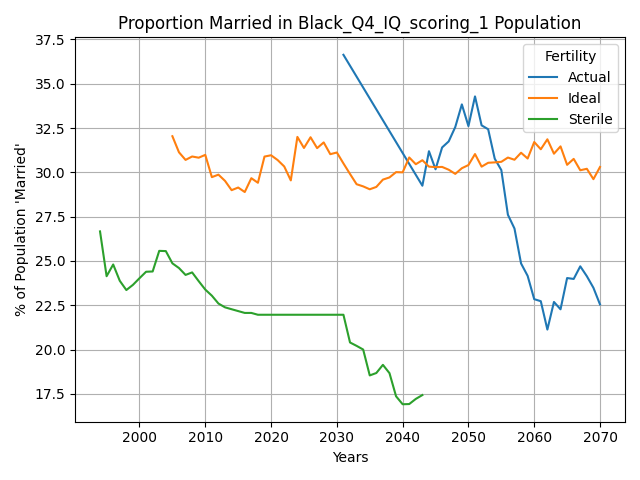 Proportion Married in Black_Q4_IQ_scoring_1 Population
% of Population 'Married'
37.5
35.0
32.5
30.0
27.5
25.0
22.5
20.0
17.5
Fertility
Actual
Ideal
Sterile
2000 2010 2020 2030 2040 2050 2060 2070
Years